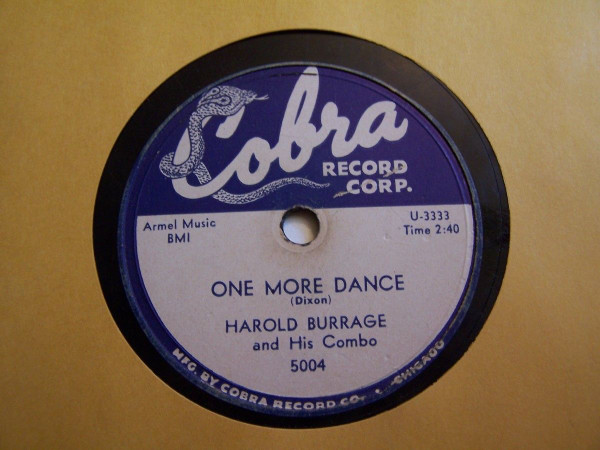 Cobra
RECORD
CORP.
Armel Music
BMI
U-3333
Time 2:40
ONE MORE DANCE
(Dixon)
HAROLD BURRAGE
and His Combo
5004
MFG. BY COBRA RECORD CO. CHICAGO